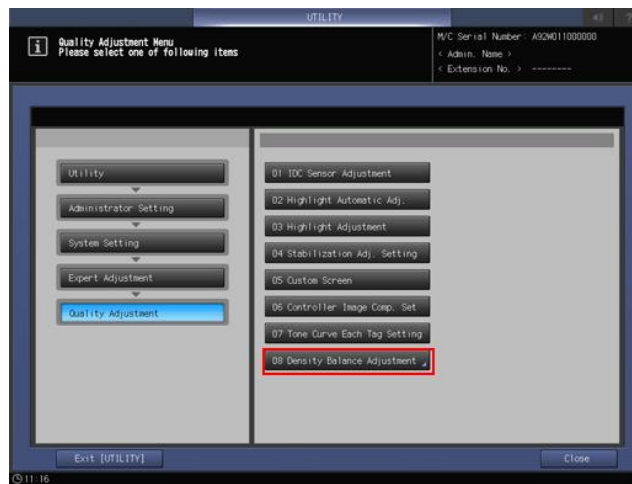 UTILITY
Quality Adjustment Menu
Please select one of following items
M/C Serial Number: A92W011000000
< Admin. Name >
< Extension No. > --------
Utility
Administrator Setting
System Setting
Expert Adjustment
Quality Adjustment
01 IDC Sensor Adjustment
02 Highlight Automatic Adj.
03 Highlight Adjustment
04 Stabilization Adj. Setting
05 Custom Screen
06 Controller Image Comp. Set
07 Tone Curve Each Tag Setting
08 Density Balance Adjustment
Exit [UTILITY]
Close
11:16